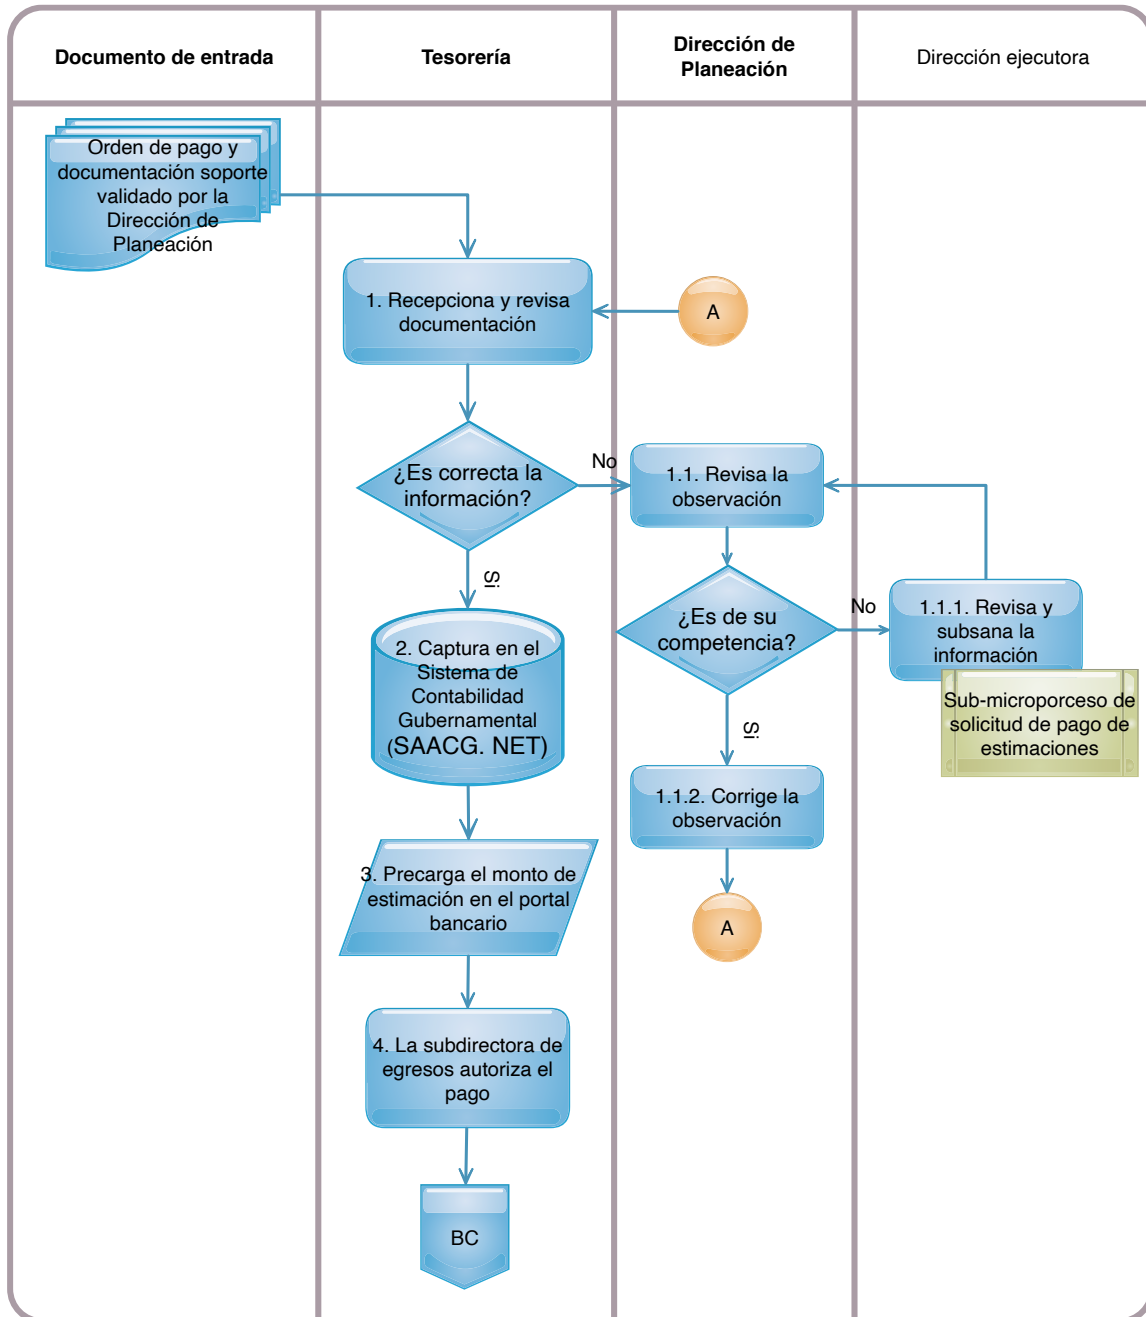 Documento de entrada
Tesorería
Dirección de
Planeación
Dirección ejecutora
Orden de pago y
documentación soporte
validado por la
Dirección de
Planeación
1. Recepciona y revisa
documentación
A
¿Es correcta la
información?
No
1.1. Revisa la
observación
Si
¿Es de su
competencia?
No
1.1.1. Revisa y
subsana la
información
Sub-microporceso de
solicitud de pago de
estimaciones
2. Captura en el
Sistema de
Contabilidad
Gubernamental
(SAACG. NET)
Si
1.1.2. Corrige la
observación
3. Precarga el monto de
estimación en el portal
bancario
A
4. La subdirectora de
egresos autoriza el
pago
BC